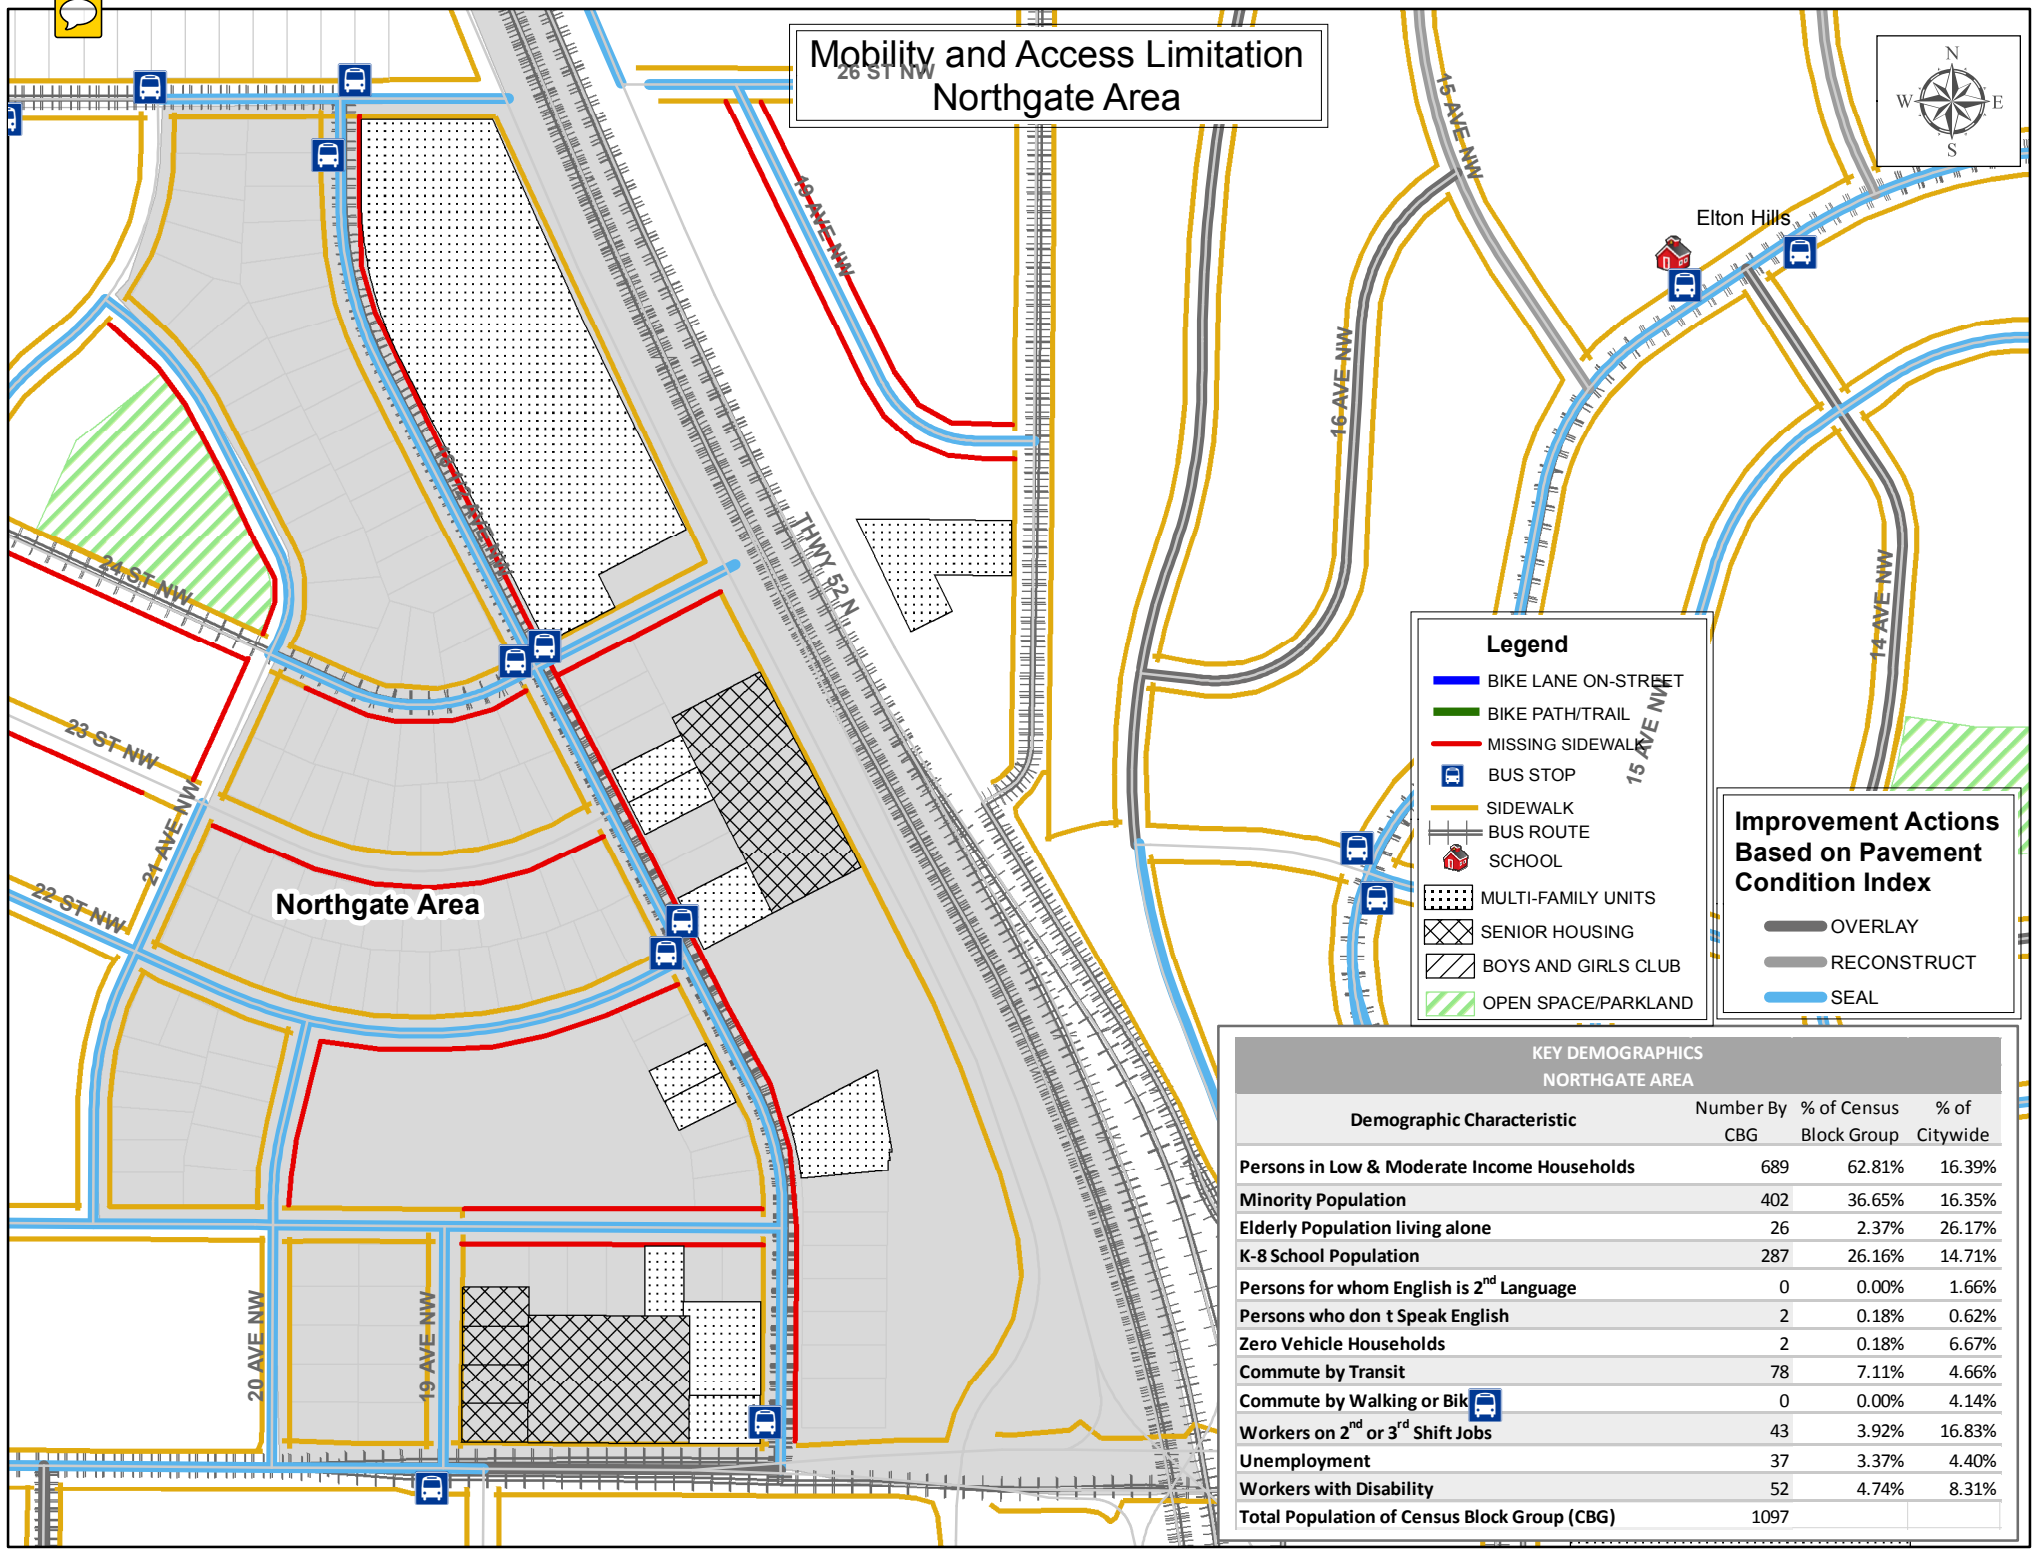 Mobility and Access Limitation
Northgate Area
26 ST NW
N
W
E
S
15 AVE NW
19 AVE NW
Elton Hills
16 AVE NW
THWY 52 N
24 ST NW
14 AVE NW
23 ST NW
21 AVE NW
22 ST NW
Northgate Area
20 AVE NW
19 AVE NW
15 AVE NW
Legend
BIKE LANE ON-STREET
BIKE PATH/TRAIL
MISSING SIDEWALK
BUS STOP
SIDEWALK
BUS ROUTE
SCHOOL
MULTI-FAMILY UNITS
SENIOR HOUSING
BOYS AND GIRLS CLUB
OPEN SPACE/PARKLAND
Improvement Actions
Based on Pavement
Condition Index
OVERLAY
RECONSTRUCT
SEAL
KEY DEMOGRAPHICS
NORTHGATE AREA
Demographic Characteristic Number By CBG % of Census Block Group % of Citywide
Persons in Low & Moderate Income Households 689 62.81% 16.39%
Minority Population 402 36.65% 16.35%
Elderly Population living alone 26 2.37% 26.17%
K-8 School Population 287 26.16% 14.71%
Persons for whom English is 2nd Language 0 0.00% 1.66%
Persons who don t Speak English 2 0.18% 0.62%
Zero Vehicle Households 2 0.18% 6.67%
Commute by Transit 78 7.11% 4.66%
Commute by Walking or Bik 0 0.00% 4.14%
Workers on 2nd or 3rd Shift Jobs 43 3.92% 16.83%
Unemployment 37 3.37% 4.40%
Workers with Disability 52 4.74% 8.31%
Total Population of Census Block Group (CBG) 1097